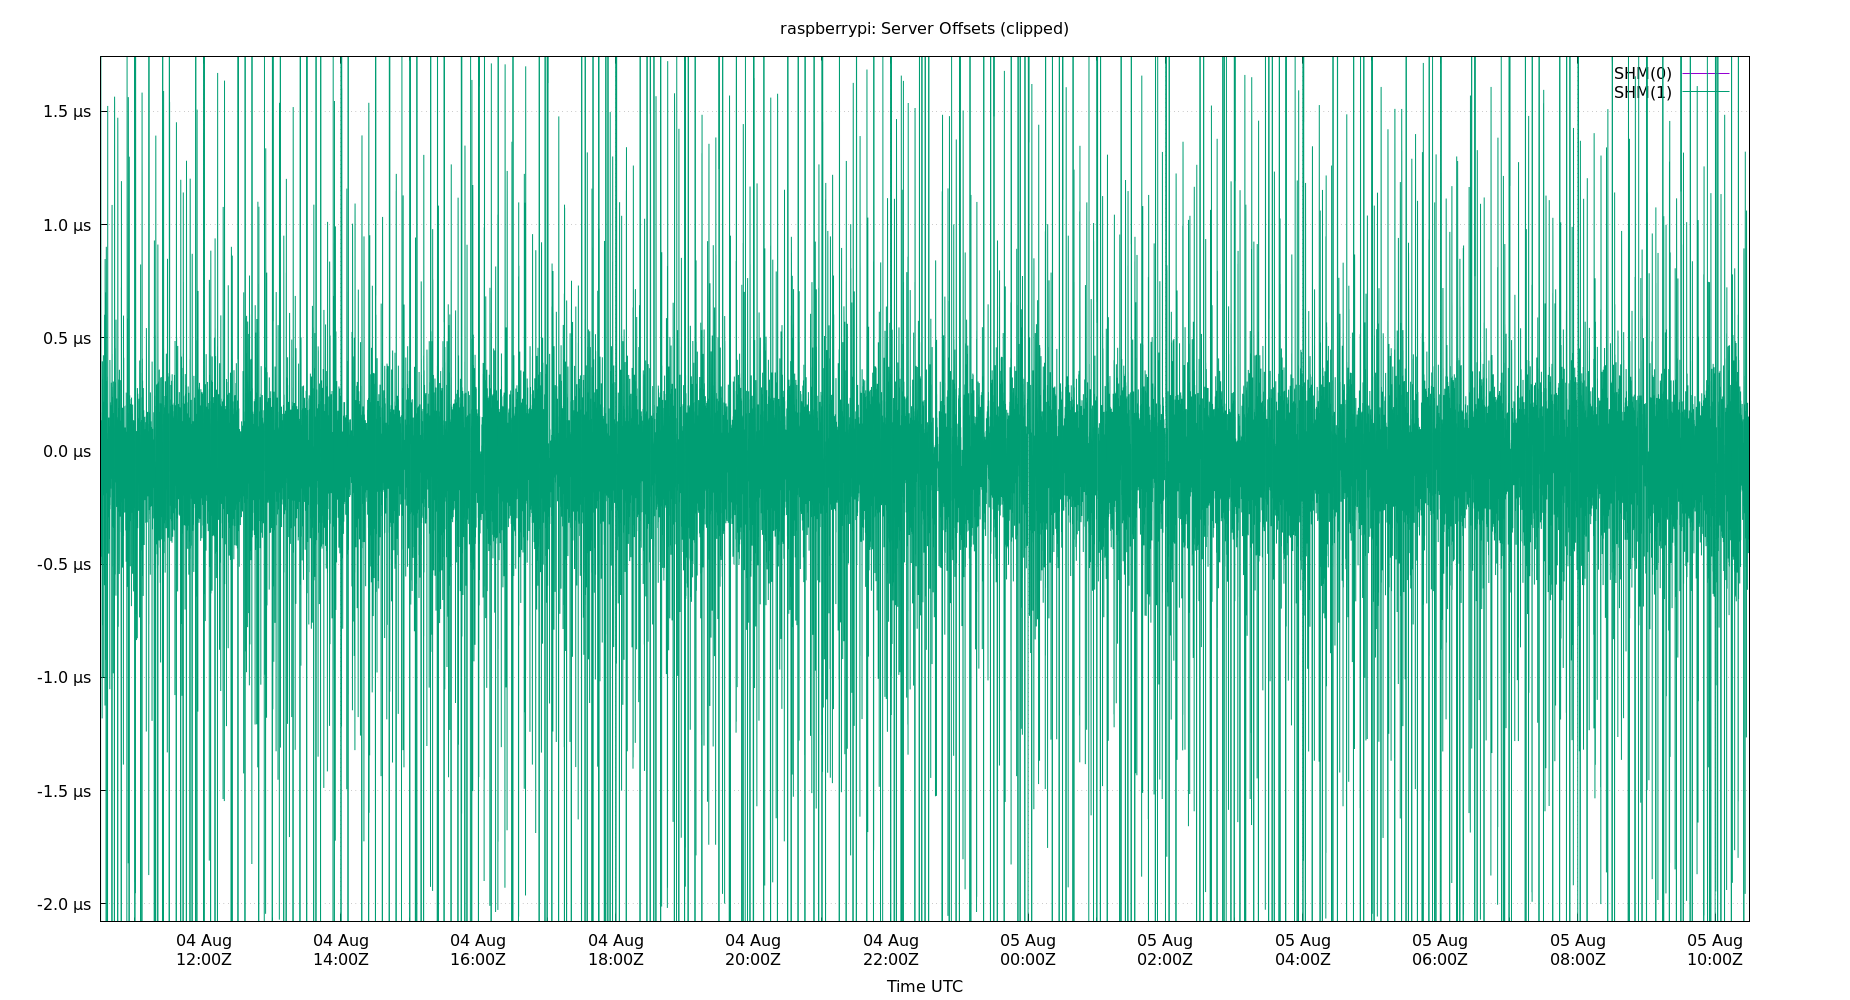 raspberrypi: Server Offsets (clipped)
SHM(0)
SHM(1)
1.5 µs
1.0 µs
0.5 µs
0.0 µs
-0.5 µs
-1.0 µs
-1.5 µs
-2.0 µs
04 Aug 04 Aug 04 Aug 04 Aug 04 Aug 04 Aug 05 Aug 05 Aug 05 Aug 05 Aug 05 Aug 05 Aug
12:00Z 14:00Z 16:00Z 18:00Z 20:00Z 22:00Z 00:00Z 02:00Z 04:00Z 06:00Z 08:00Z 10:00Z
Time UTC